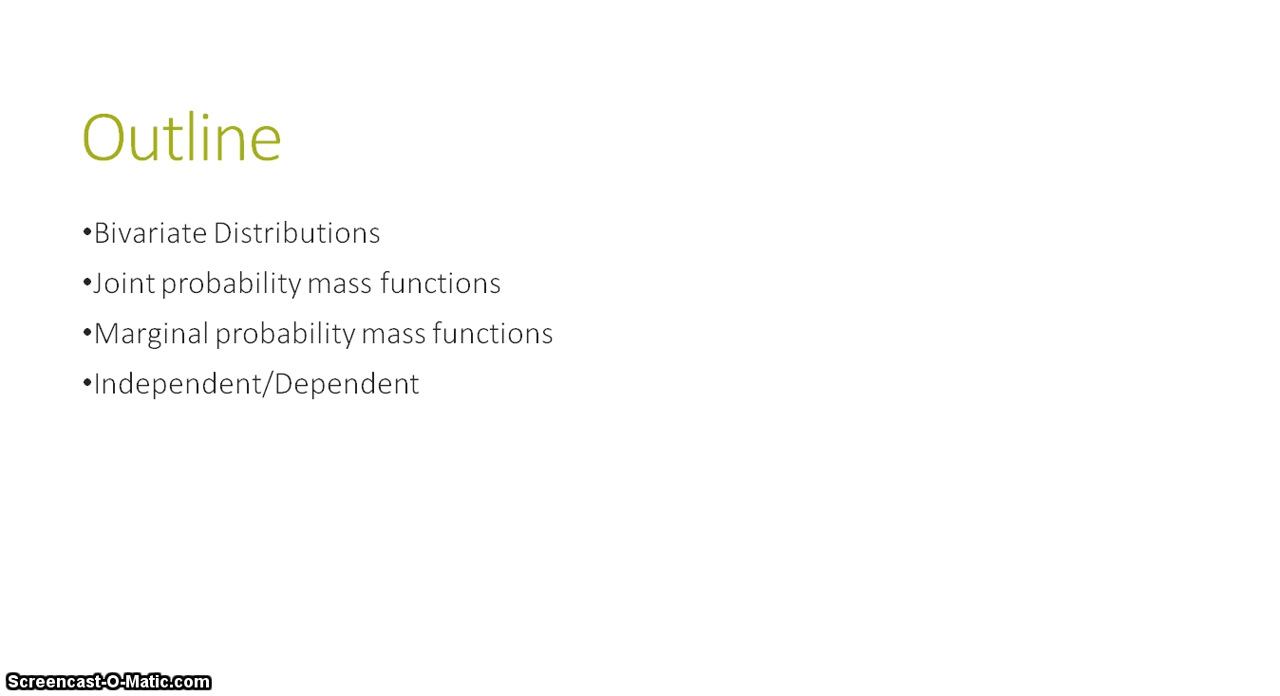 Outline
•Bivariate Distributions
•Joint probability mass functions
•Marginal probability mass functions
•Independent/Dependent
Screencast-O-Matic.com